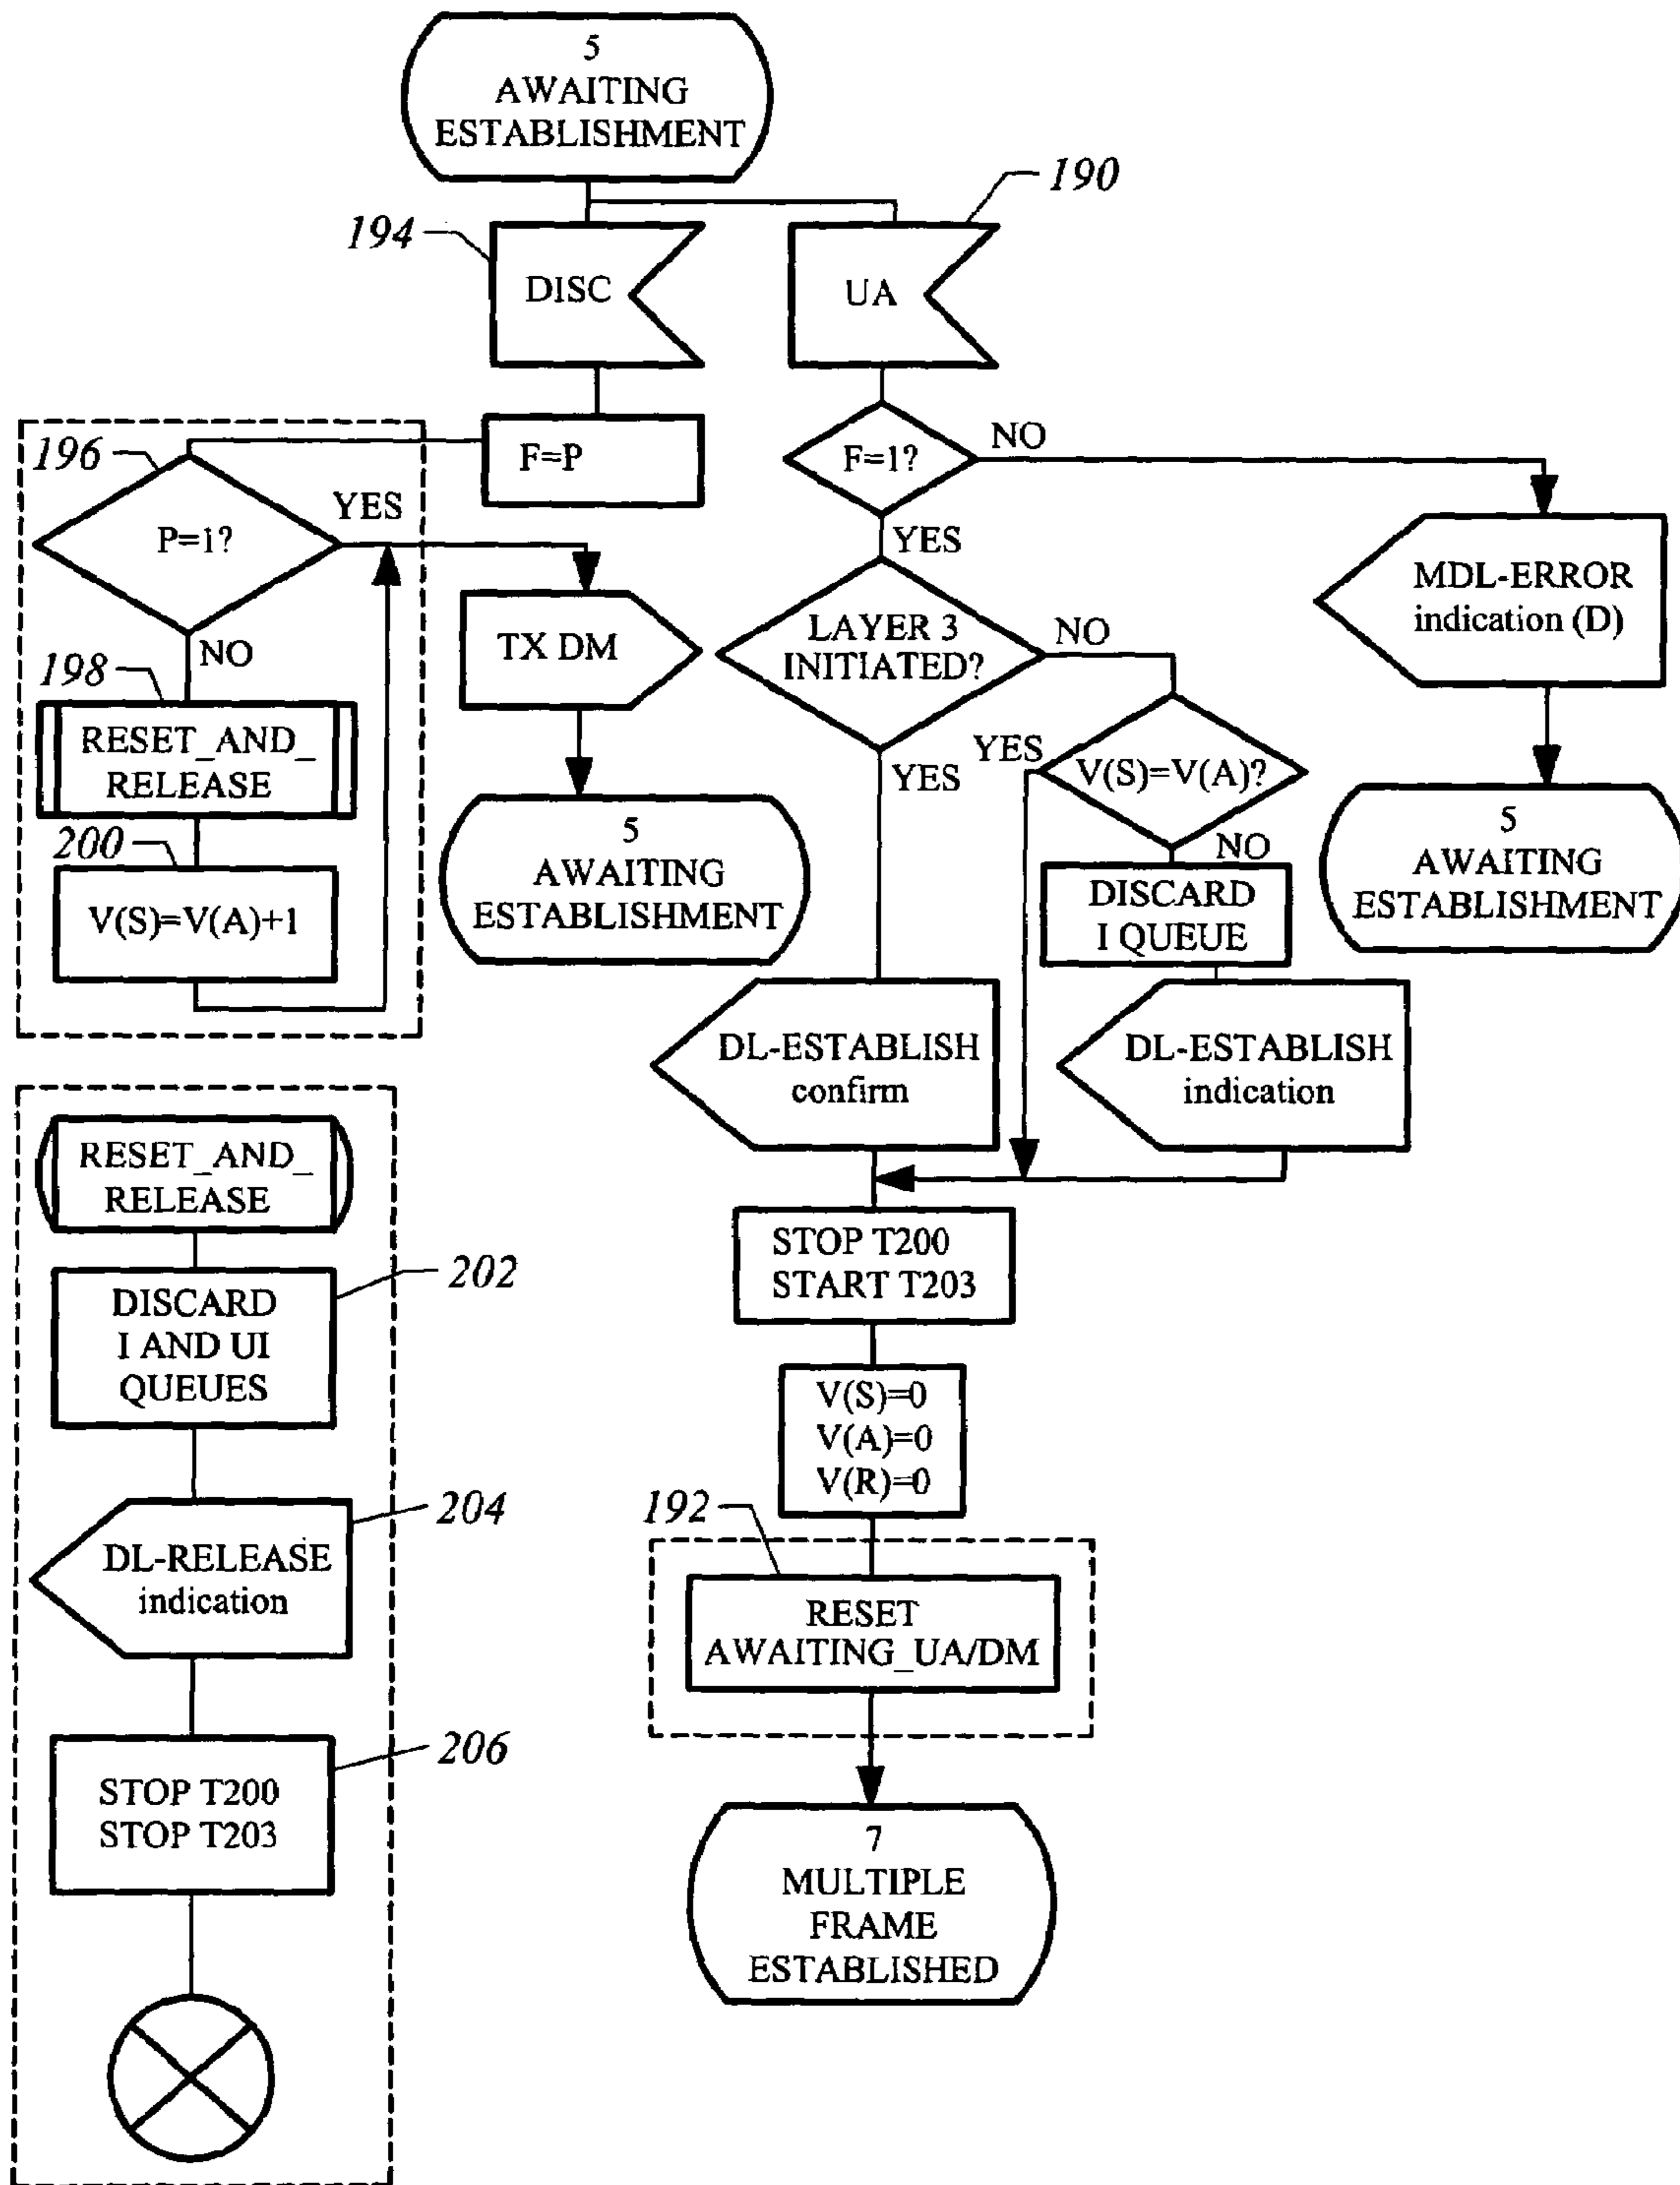 5
AWAITING
ESTABLISHMENT
190
194
DISC
UA
196
F=P
F=1?
NO
YES
P=1?
YES
MDL-ERROR
indication (D)
LAYER 3
INITIATED?
NO
TX DM
NO
198
RESET_AND_
RELEASE
YES
V(S)=V(A)?
YES
5
AWAITING
ESTABLISHMENT
5
AWAITING
ESTABLISHMENT
200
NO
V(S)=V(A)+1
DISCARD
I QUEUE
DL-ESTABLISH
confirm
DL-ESTABLISH
indication
RESET_AND_
RELEASE
STOP T200
START T203
202
DISCARD
I AND UI
QUEUES
V(S)=0
V(A)=0
V(R)=0
192
204
DL-RELEASE
indication
RESET
AWAITING_UA/DM
206
STOP T200
STOP T203
7
MULTIPLE
FRAME
ESTABLISHED